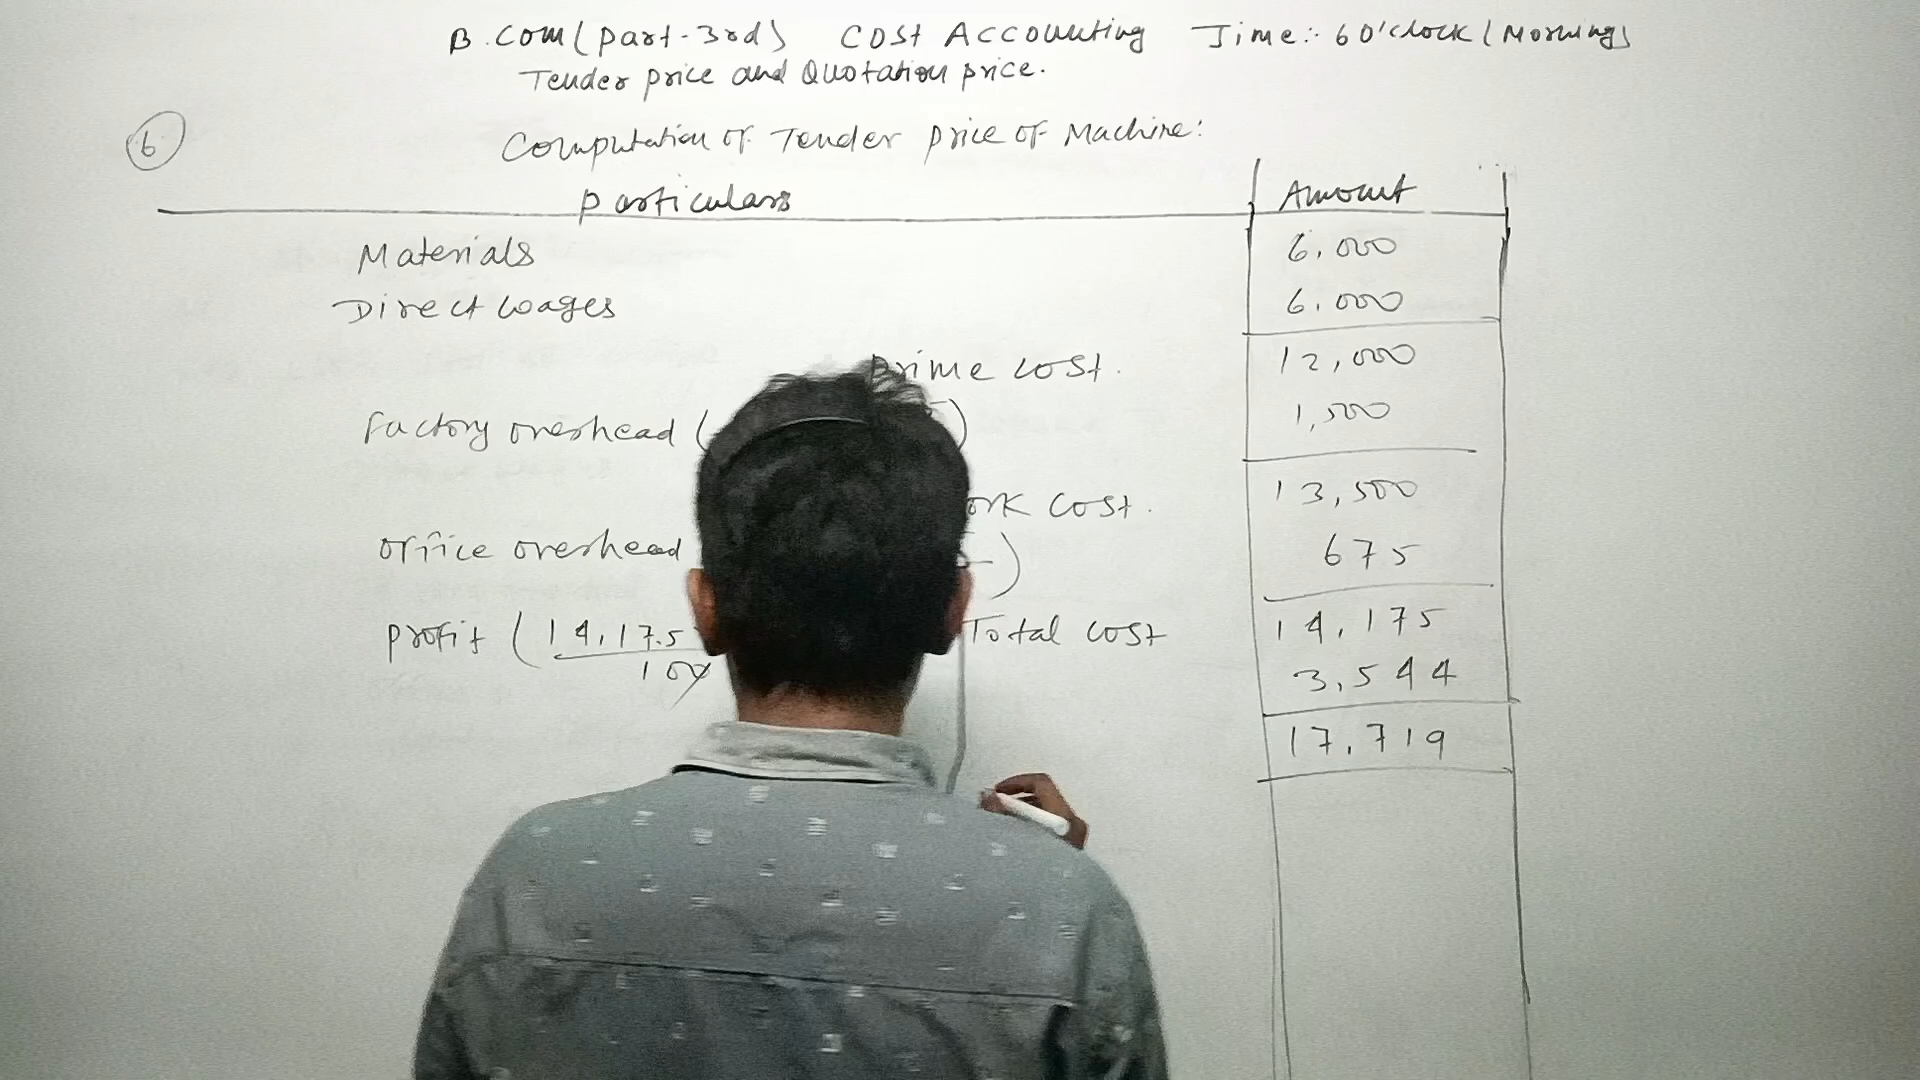 B.Com(part-3rd) COST Accounting Time:- 6 O'clock (Morning)
Tender price and Quotation price.
6
Computation of Tender price of Machine:
particulars Amount
Materials 6,000
Direct wages 6,000
prime cost. 12,000
factory overhead ( ) 1,500
ork cost. 13,500
office overhead ) 675
Total cost 14,175
profit ( 14,175 3,544
100
17,719